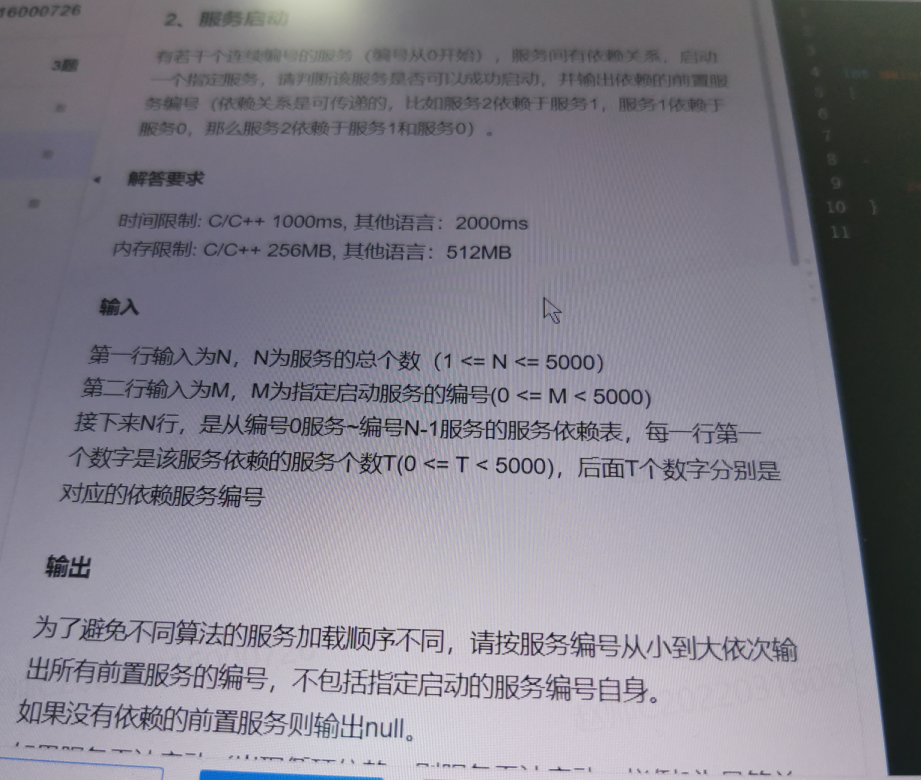 16000726
3题
2、服务启动
有若干个连续编号的服务（编号从0开始），服务间有依赖关系，启动
一个指定服务，请判断该服务是否可以成功启动，并输出依赖的前置服
务编号（依赖关系是可传递的，比如服务2依赖于服务1，服务1依赖于
服务0，那么服务2依赖于服务1和服务0）。
解答要求
时间限制: C/C++ 1000ms, 其他语言：2000ms
内存限制: C/C++ 256MB, 其他语言：512MB
输入
第一行输入为N，N为服务的总个数（1 <= N <= 5000）
第二行输入为M，M为指定启动服务的编号(0 <= M < 5000)
接下来N行，是从编号0服务~编号N-1服务的服务依赖表，每一行第一
个数字是该服务依赖的服务个数T(0 <= T < 5000)，后面T个数字分别是
对应的依赖服务编号
输出
为了避免不同算法的服务加载顺序不同，请按服务编号从小到大依次输
出所有前置服务的编号，不包括指定启动的服务编号自身。
如果没有依赖的前置服务则输出null。
4
5 {
6
7
8
9
10 }
11